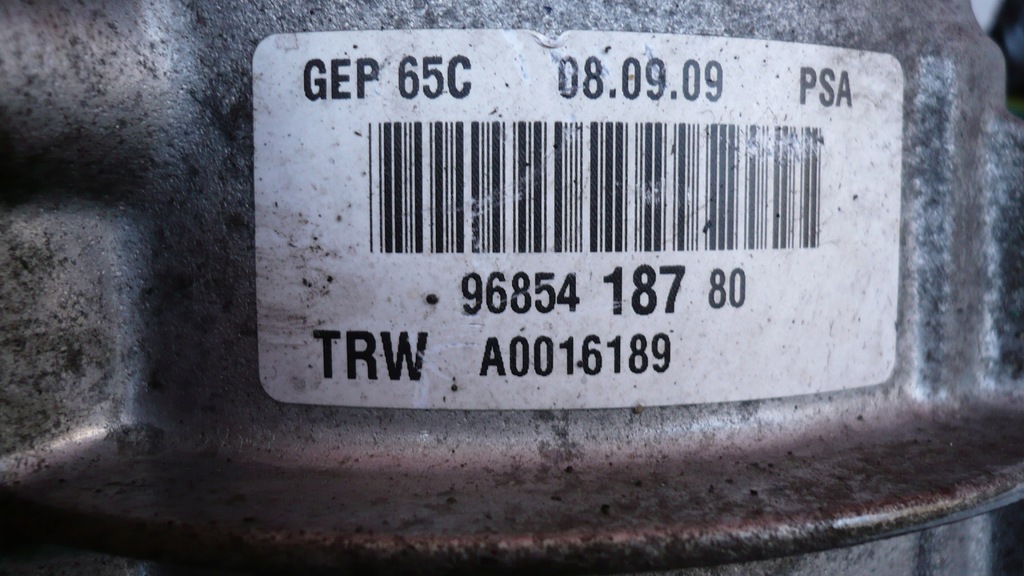 GEP 65C 08.09.09 PSA
96854 187 80
TRW A0016189